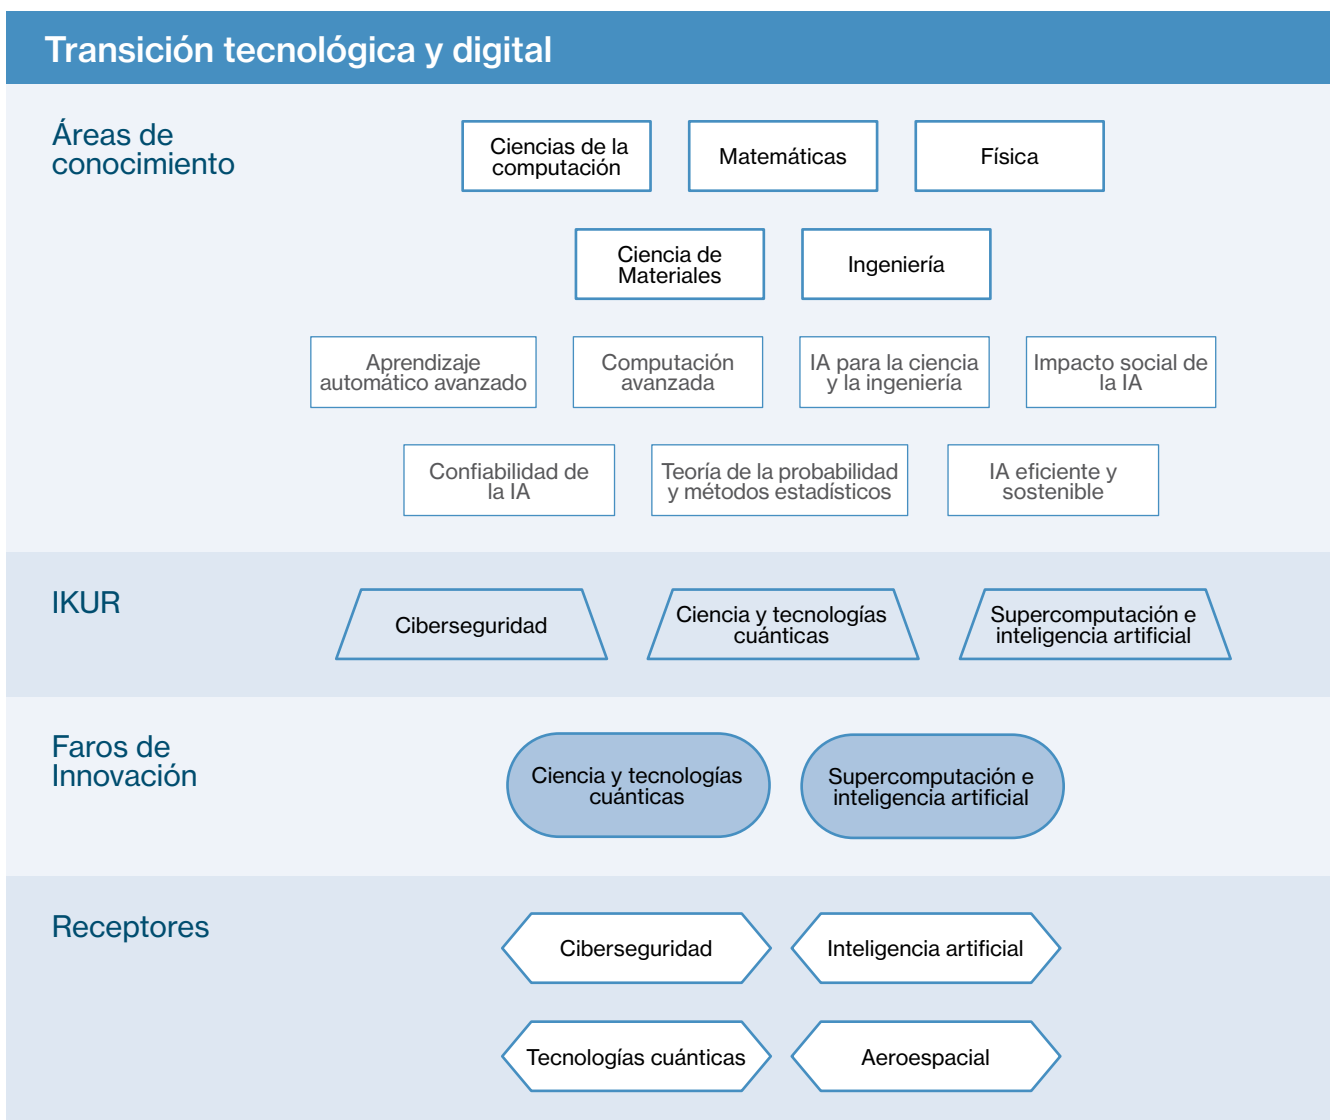 Transición tecnológica y digital
Áreas de
conocimiento
Ciencias de la
computación
Matemáticas
Física
Ciencia de
Materiales
Ingeniería
Aprendizaje
automático avanzado
Computación
avanzada
IA para la ciencia
y la ingeniería
Impacto social de
la IA
Confiabilidad de
la IA
Teoría de la probabilidad
y métodos estadísticos
IA eficiente y
sostenible
IKUR
Ciberseguridad
Ciencia y tecnologías
cuánticas
Supercomputación e
inteligencia artificial
Faros de
Innovación
Ciencia y tecnologías
cuánticas
Supercomputación e
inteligencia artificial
Receptores
Ciberseguridad
Inteligencia artificial
Tecnologías cuánticas
Aeroespacial